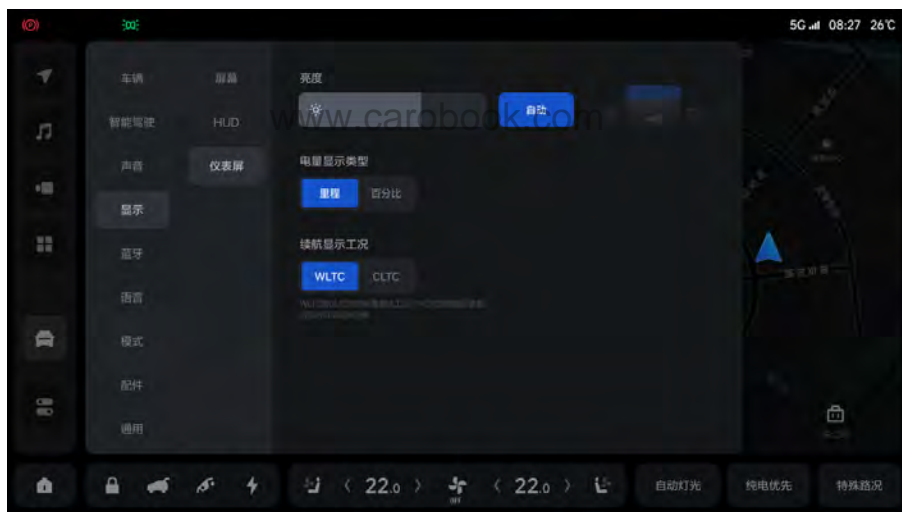 5G 08:27 26℃
车辆 屏幕 亮度
智能驾驶 HUD 自动
www.carobook.com
声音 仪表屏 电量显示类型
里程 百分比
显示
蓝牙 续航显示工况
WLTC CLTC
语言
模式
配件
通用
22.0 OFF 22.0 自动灯光 纯电优先 特殊路况